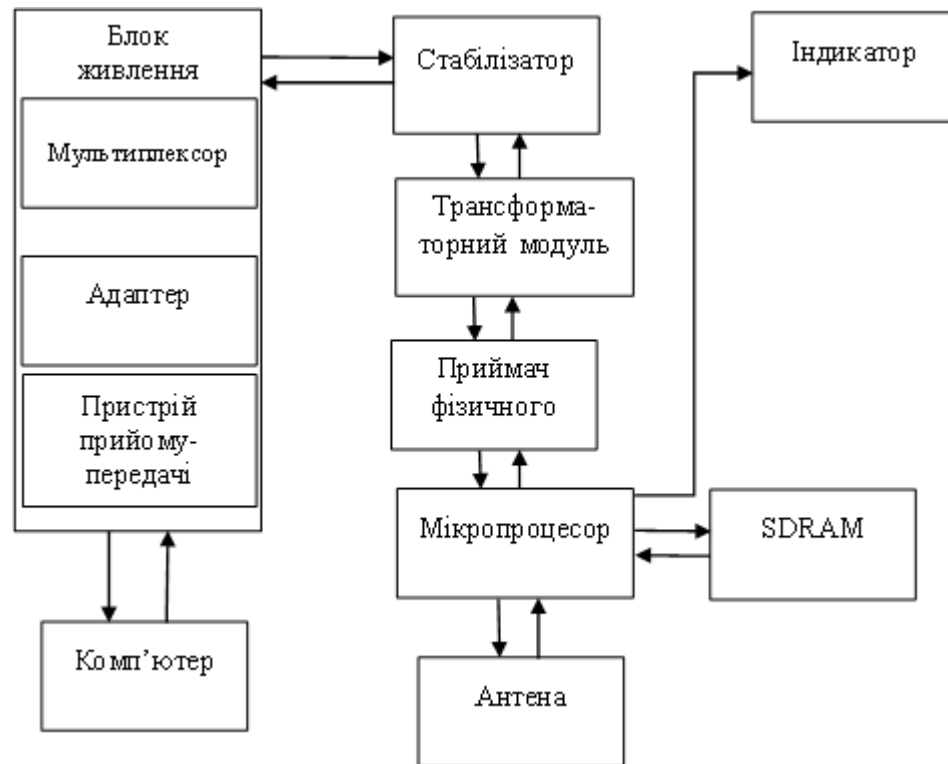 Блок
живлення
Мультиплексор
Адаптер
Пристрій
прийому-
передачі
Комп’ютер
Стабілізатор
Трансформа-
торний модуль
Приймач
фізичного
Мікропроцесор
Антена
Індикатор
SDRAM